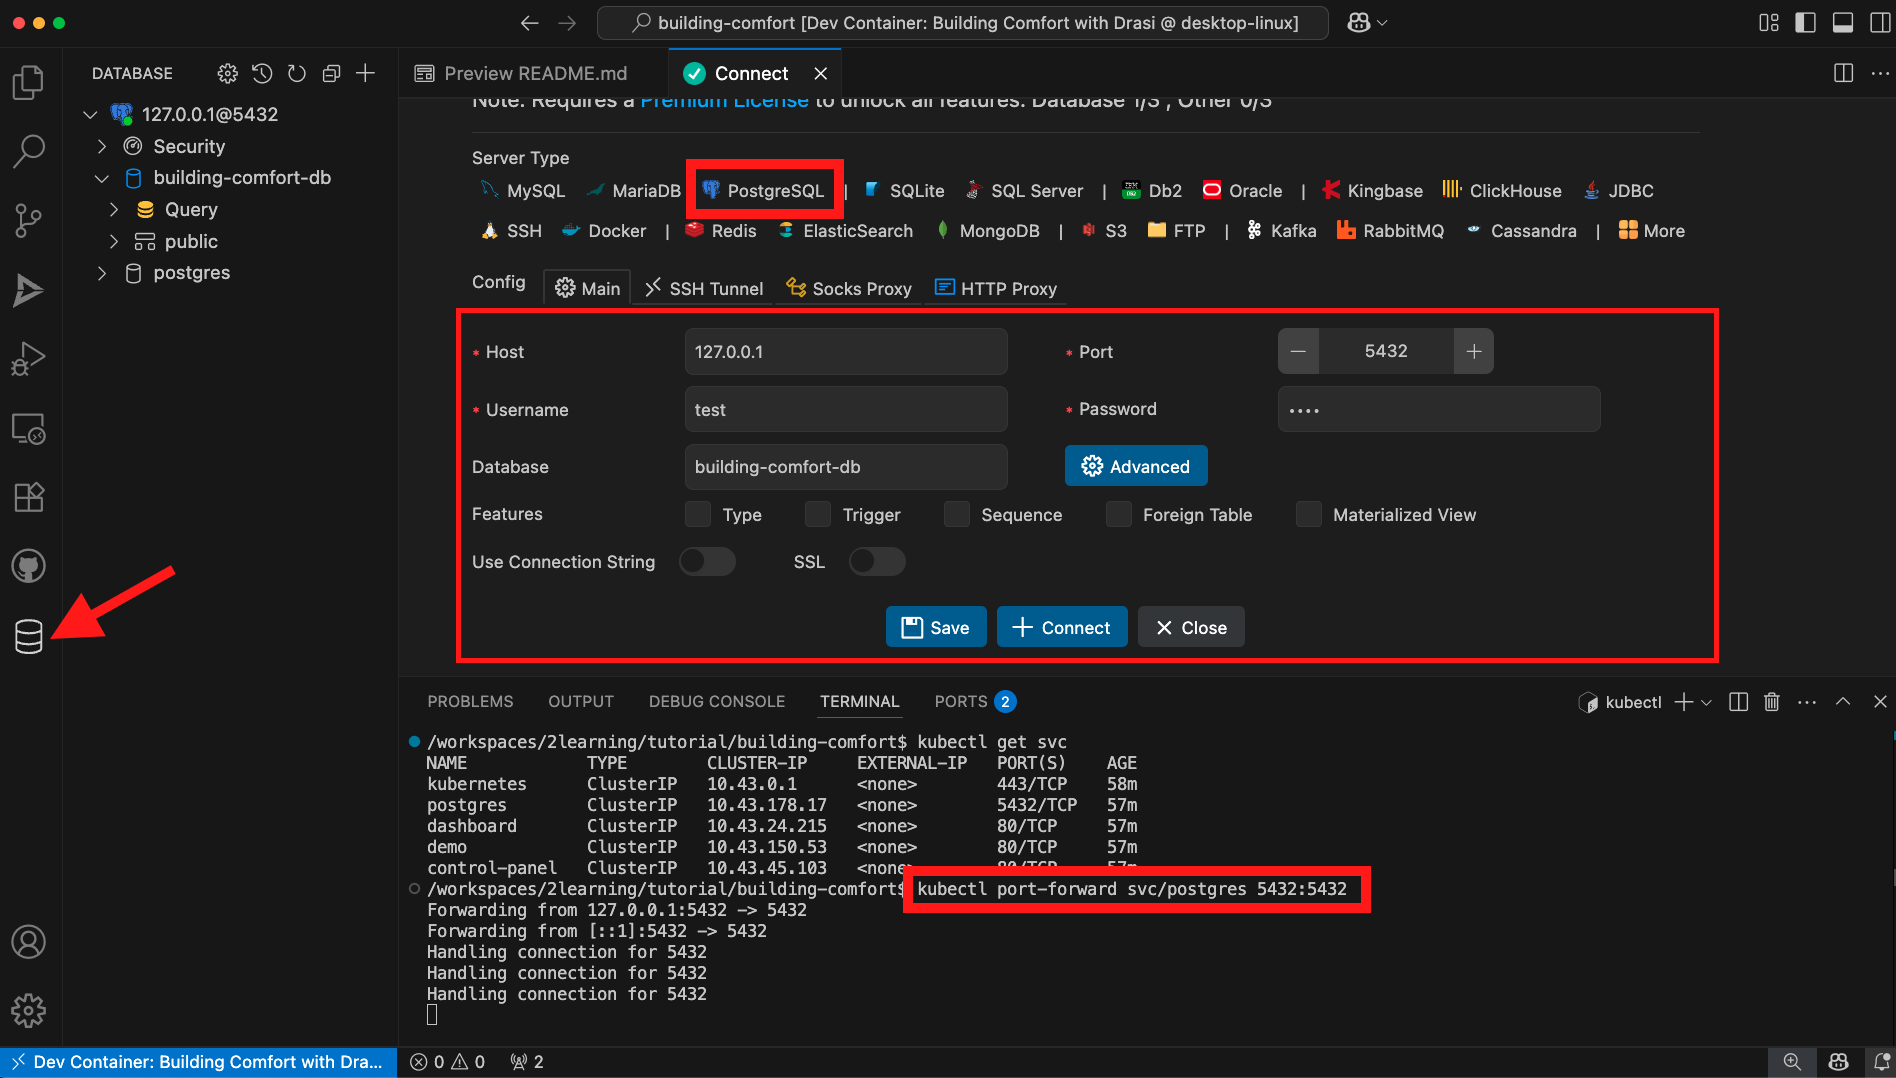 building-comfort [Dev Container: Building Comfort with Drasi @ desktop-linux]
DATABASE
127.0.0.1@5432
Security
building-comfort-db
Query
public
postgres
Preview README.md
Connect
Note: Requires a Premium License to unlock all features. Database 1/3 , Other 0/3
Server Type
MySQL MariaDB PostgreSQL | SQLite SQL Server | Db2 Oracle | Kingbase ClickHouse JDBC
SSH Docker | Redis ElasticSearch MongoDB | S3 FTP | Kafka RabbitMQ Cassandra | More
Config Main SSH Tunnel Socks Proxy HTTP Proxy
* Host 127.0.0.1 * Port 5432
* Username test * Password ••••
Database building-comfort-db Advanced
Features Type Trigger Sequence Foreign Table Materialized View
Use Connection String SSL
Save Connect Close
PROBLEMS OUTPUT DEBUG CONSOLE TERMINAL PORTS 2 kubectl
/workspaces/2learning/tutorial/building-comfort$ kubectl get svc
NAME TYPE CLUSTER-IP EXTERNAL-IP PORT(S) AGE
kubernetes ClusterIP 10.43.0.1 <none> 443/TCP 58m
postgres ClusterIP 10.43.178.17 <none> 5432/TCP 57m
dashboard ClusterIP 10.43.24.215 <none> 80/TCP 57m
demo ClusterIP 10.43.150.53 <none> 80/TCP 57m
control-panel ClusterIP 10.43.45.103 <none> 80/TCP 57m
/workspaces/2learning/tutorial/building-comfort$ kubectl port-forward svc/postgres 5432:5432
Forwarding from 127.0.0.1:5432 -> 5432
Forwarding from [::1]:5432 -> 5432
Handling connection for 5432
Handling connection for 5432
Handling connection for 5432
Dev Container: Building Comfort with Dra... 0 0 2